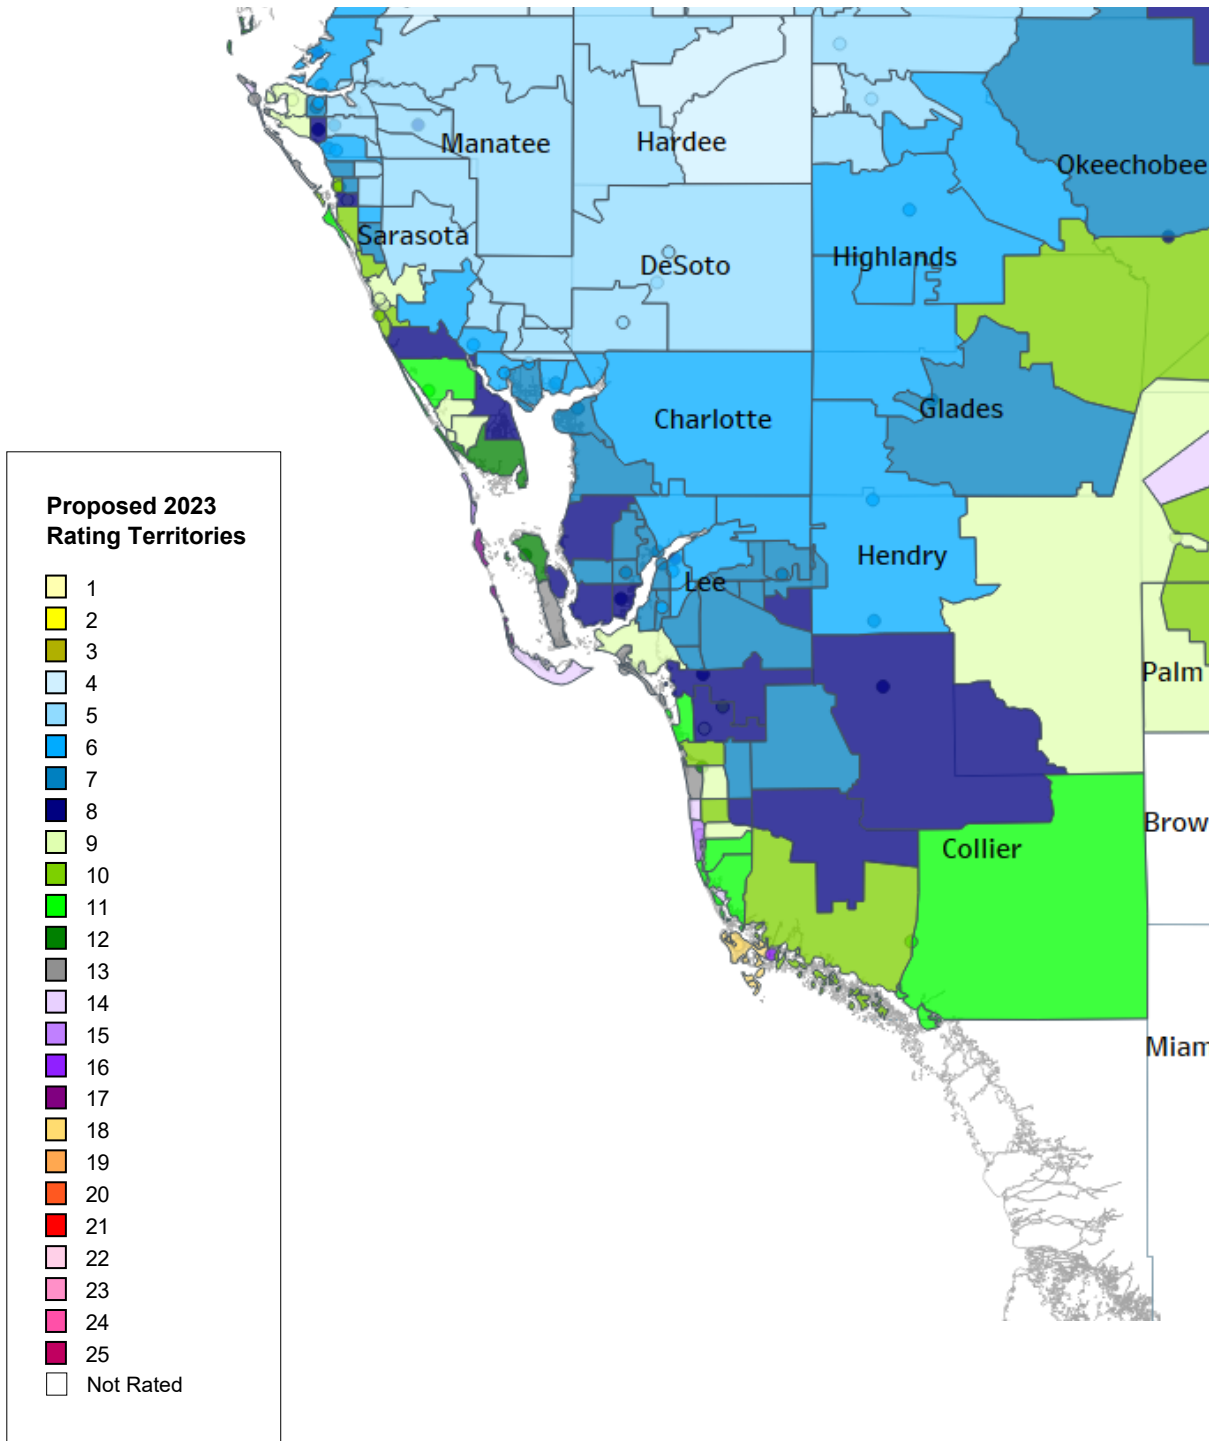 Manatee
Hardee
Okeechobee
Sarasota
DeSoto
Highlands
Charlotte
Glades
Hendry
Lee
Palm
Brow
Collier
Miam
Proposed 2023
Rating Territories
1
2
3
4
5
6
7
8
9
10
11
12
13
14
15
16
17
18
19
20
21
22
23
24
25
Not Rated